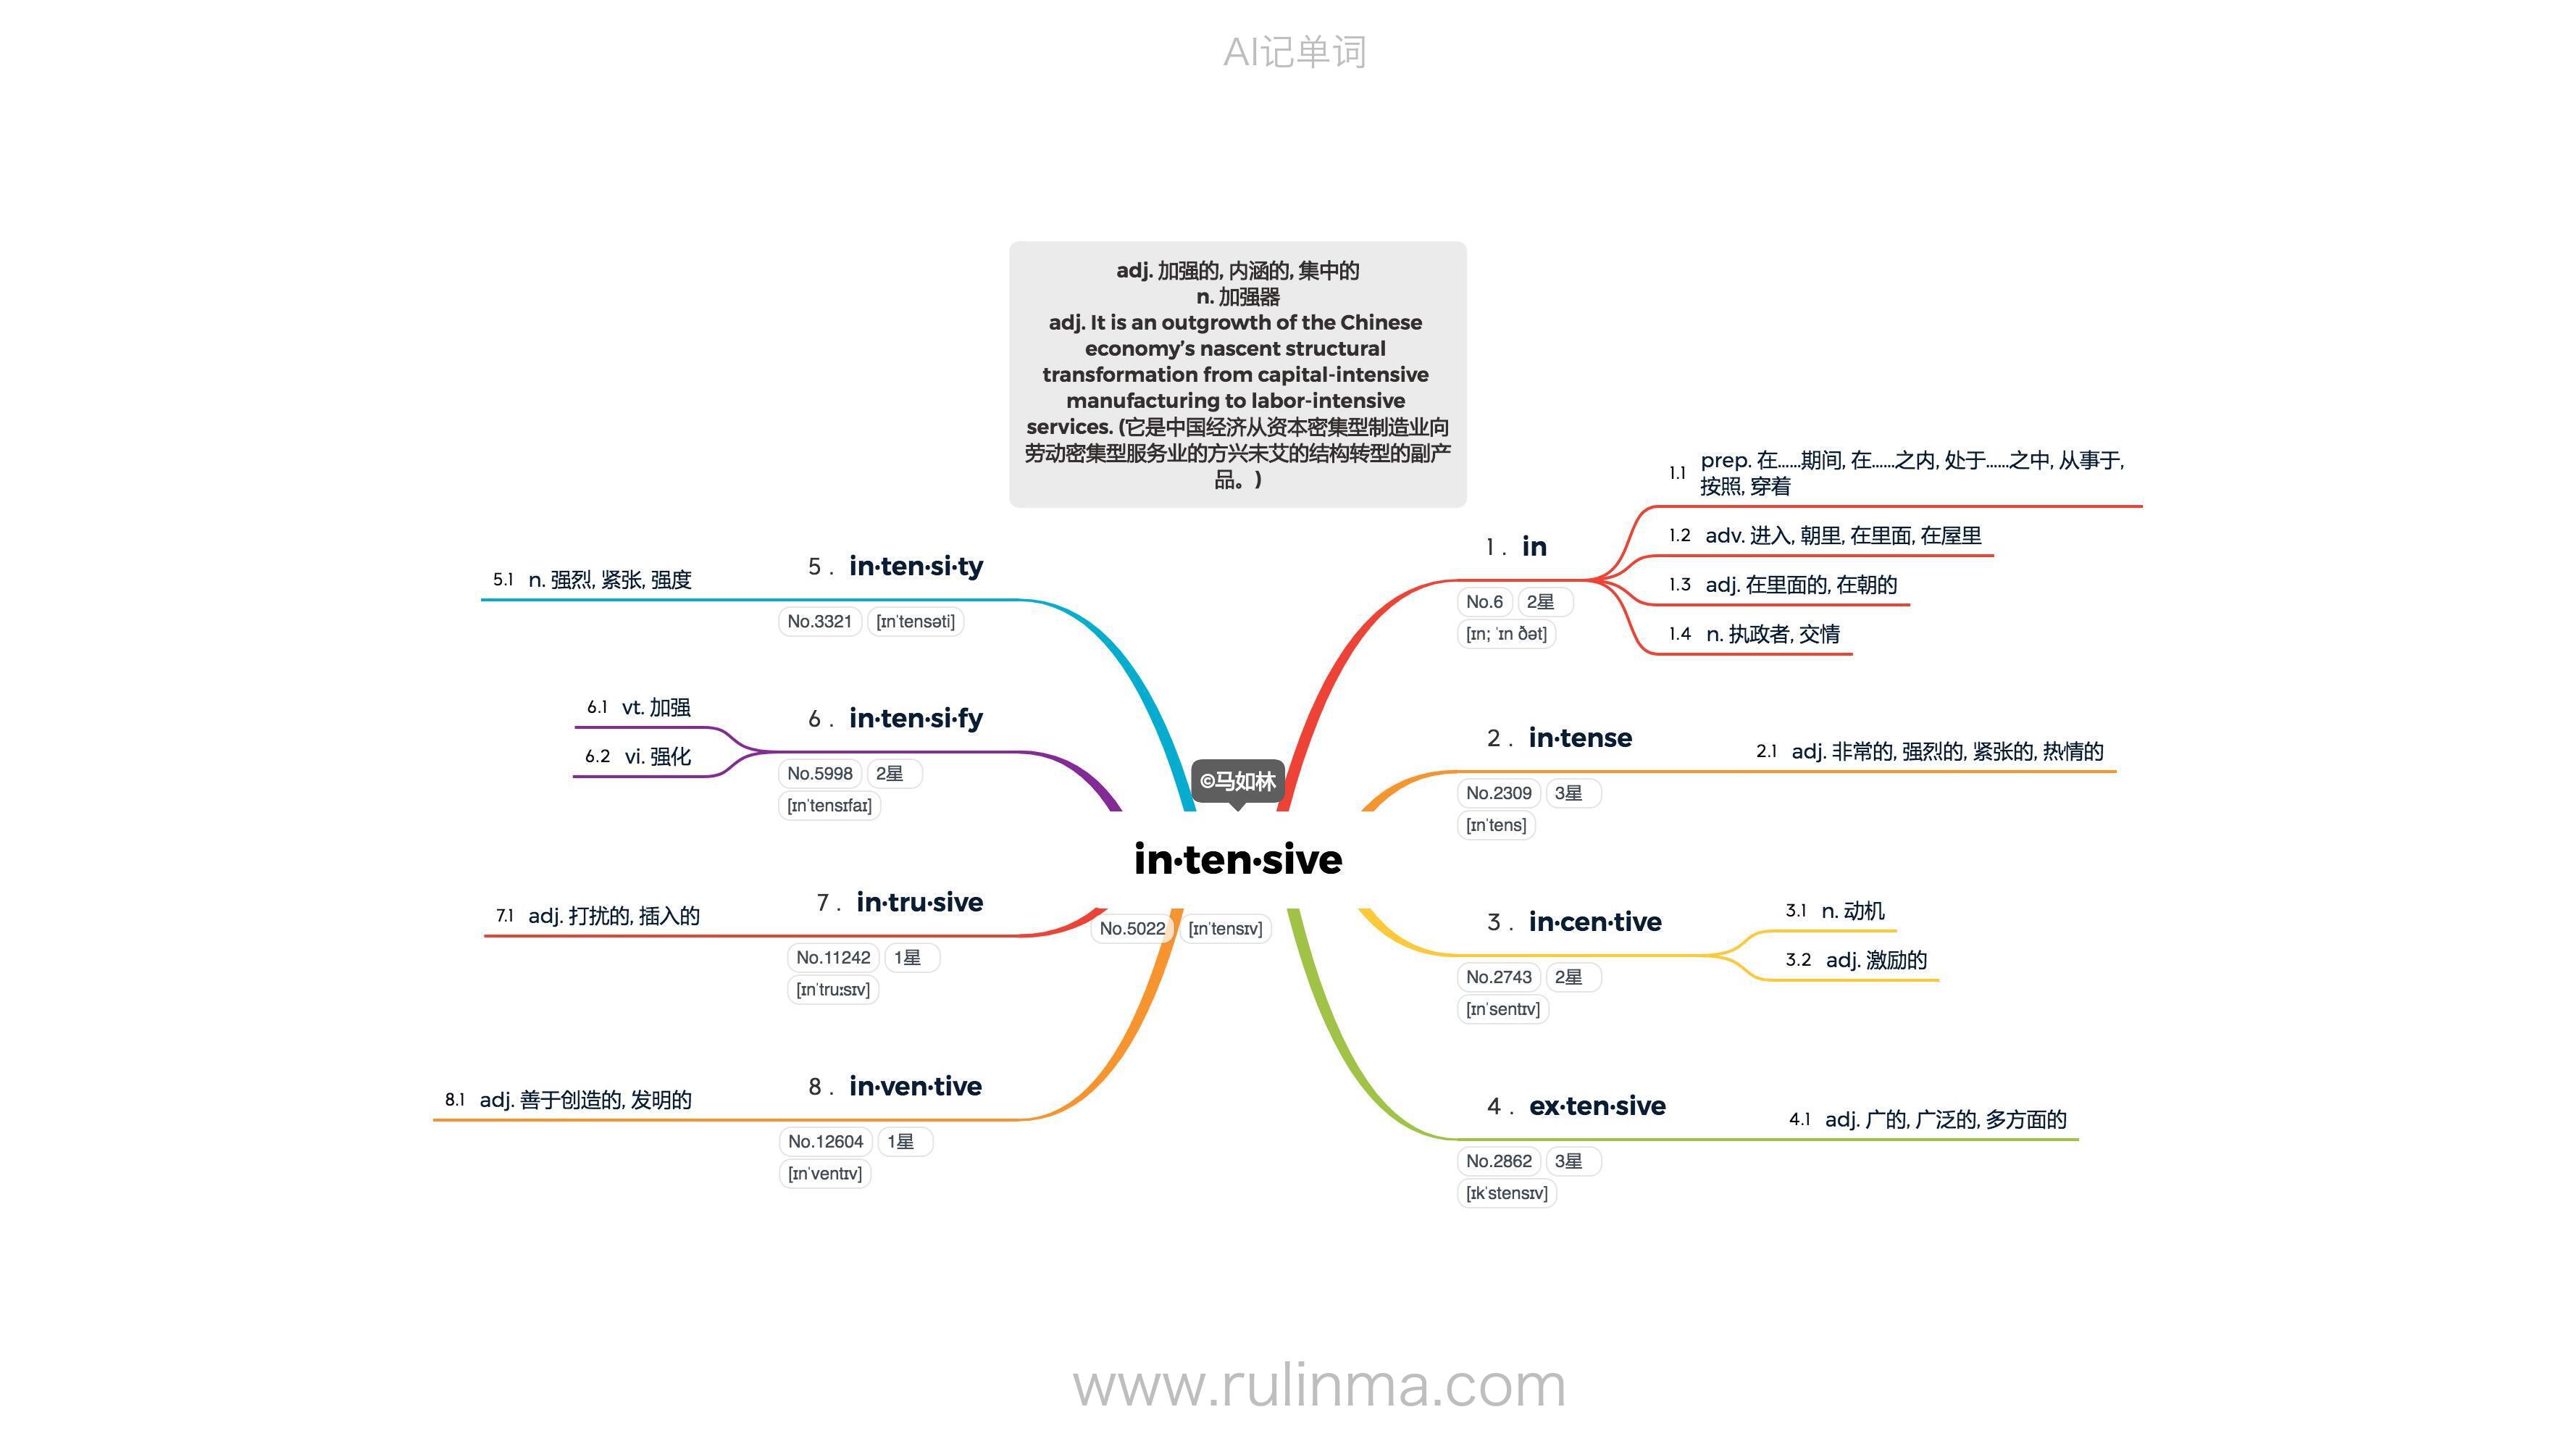 AI记单词
adj. 加强的, 内涵的, 集中的
n. 加强器
adj. It is an outgrowth of the Chinese
economy’s nascent structural
transformation from capital-intensive
manufacturing to labor-intensive
services. (它是中国经济从资本密集型制造业向
劳动密集型服务业的方兴未艾的结构转型的副产
品。)
©马如林
in·ten·sive
No.5022 [ɪnˈtensɪv]
1 . in
No.6 2星
[ɪn; ˈɪn ðət]
1.1 prep. 在……期间, 在……之内, 处于……之中, 从事于,
按照, 穿着
1.2 adv. 进入, 朝里, 在里面, 在屋里
1.3 adj. 在里面的, 在朝的
1.4 n. 执政者, 交情
2 . in·tense
No.2309 3星
[ɪnˈtens]
2.1 adj. 非常的, 强烈的, 紧张的, 热情的
3 . in·cen·tive
No.2743 2星
[ɪnˈsentɪv]
3.1 n. 动机
3.2 adj. 激励的
4 . ex·ten·sive
No.2862 3星
[ɪkˈstensɪv]
4.1 adj. 广的, 广泛的, 多方面的
5 . in·ten·si·ty
No.3321 [ɪnˈtensəti]
5.1 n. 强烈, 紧张, 强度
6 . in·ten·si·fy
No.5998 2星
[ɪnˈtensɪfaɪ]
6.1 vt. 加强
6.2 vi. 强化
7 . in·tru·sive
No.11242 1星
[ɪnˈtruːsɪv]
7.1 adj. 打扰的, 插入的
8 . in·ven·tive
No.12604 1星
[ɪnˈventɪv]
8.1 adj. 善于创造的, 发明的
www.rulinma.com